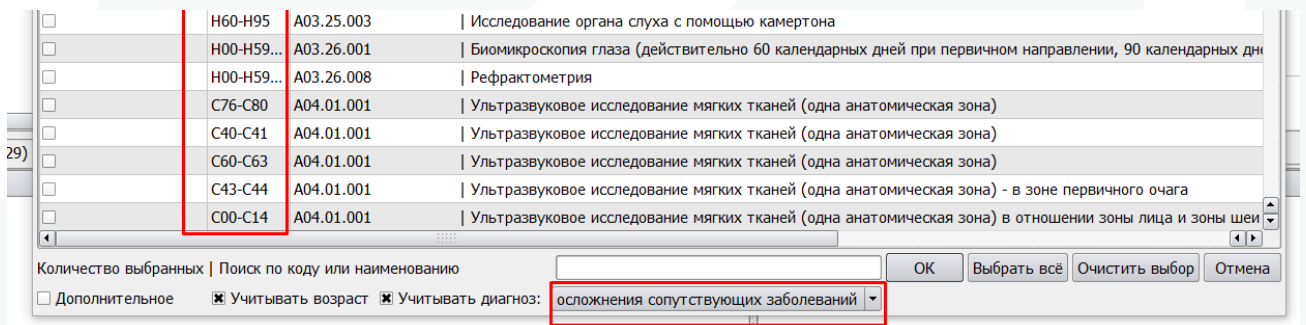 H60-H95 A03.25.003 | Исследование органа слуха с помощью камертона
H00-H59... A03.26.001 | Биомикроскопия глаза (действительно 60 календарных дней при первичном направлении, 90 календарных дне
H00-H59... A03.26.008 | Рефрактометрия
C76-C80 A04.01.001 | Ультразвуковое исследование мягких тканей (одна анатомическая зона)
C40-C41 A04.01.001 | Ультразвуковое исследование мягких тканей (одна анатомическая зона)
29) C60-C63 A04.01.001 | Ультразвуковое исследование мягких тканей (одна анатомическая зона)
C43-C44 A04.01.001 | Ультразвуковое исследование мягких тканей (одна анатомическая зона) - в зоне первичного очага
C00-C14 A04.01.001 | Ультразвуковое исследование мягких тканей (одна анатомическая зона) в отношении зоны лица и зоны шеи
Количество выбранных | Поиск по коду или наименованию ОК Выбрать всё Очистить выбор Отмена
Дополнительное Учитывать возраст Учитывать диагноз: осложнения сопутствующих заболеваний